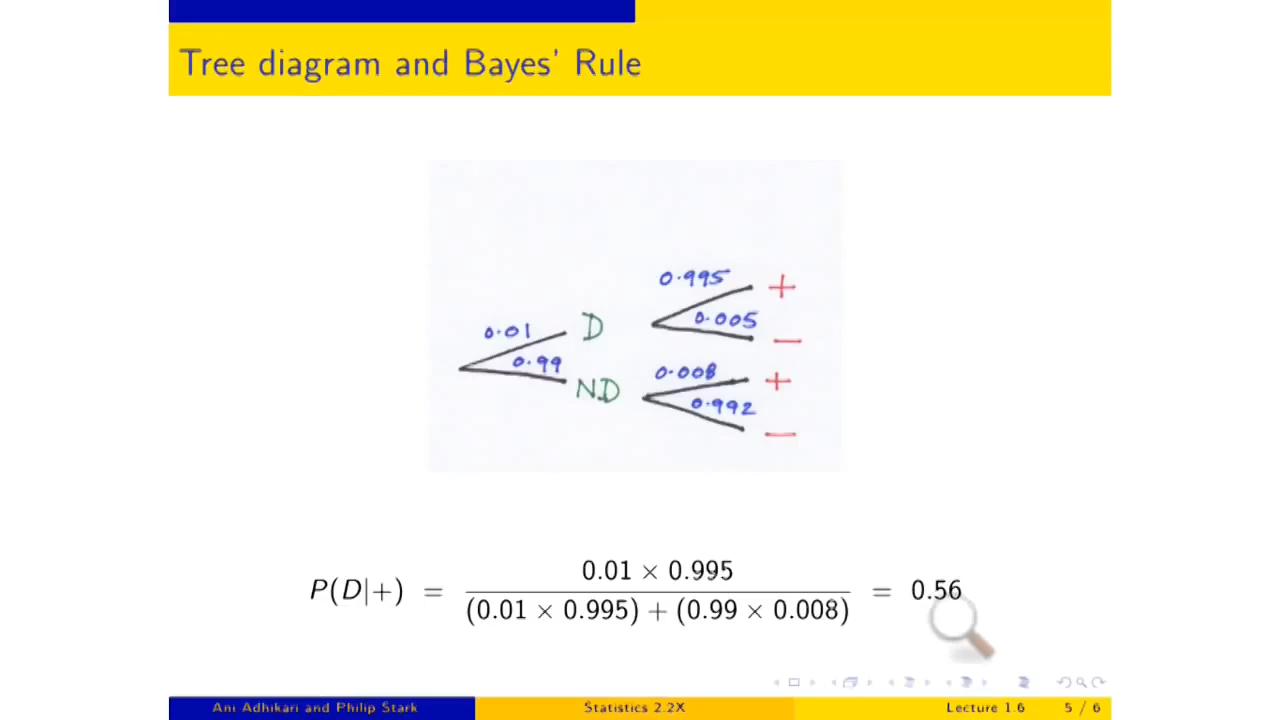 Tree diagram and Bayes' Rule
0.995 +
0.01 D 0.005 −
0.99 ND 0.008 +
0.992 −
0.01 × 0.995
P(D|+) = = 0.56
(0.01 × 0.995) + (0.99 × 0.008)
Ani Adhikari and Philip Stark Statistics 2.2X Lecture 1.6 5 / 6